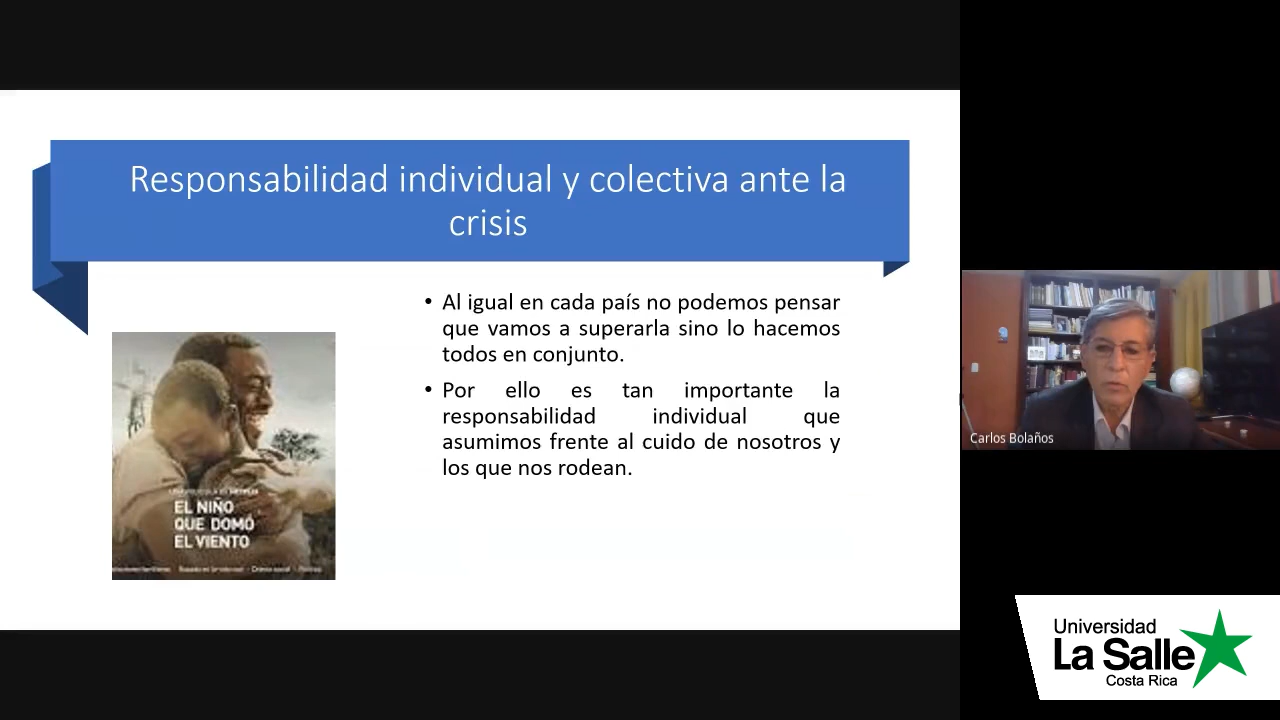 Responsabilidad individual y colectiva ante la
crisis
• Al igual en cada país no podemos pensar
que vamos a superarla sino lo hacemos
todos en conjunto.
• Por ello es tan importante la
responsabilidad individual que
asumimos frente al cuido de nosotros y
los que nos rodean.
EL NIÑO
QUE DOMÓ
EL VIENTO
Carlos Bolaños
Universidad
La Salle
Costa Rica